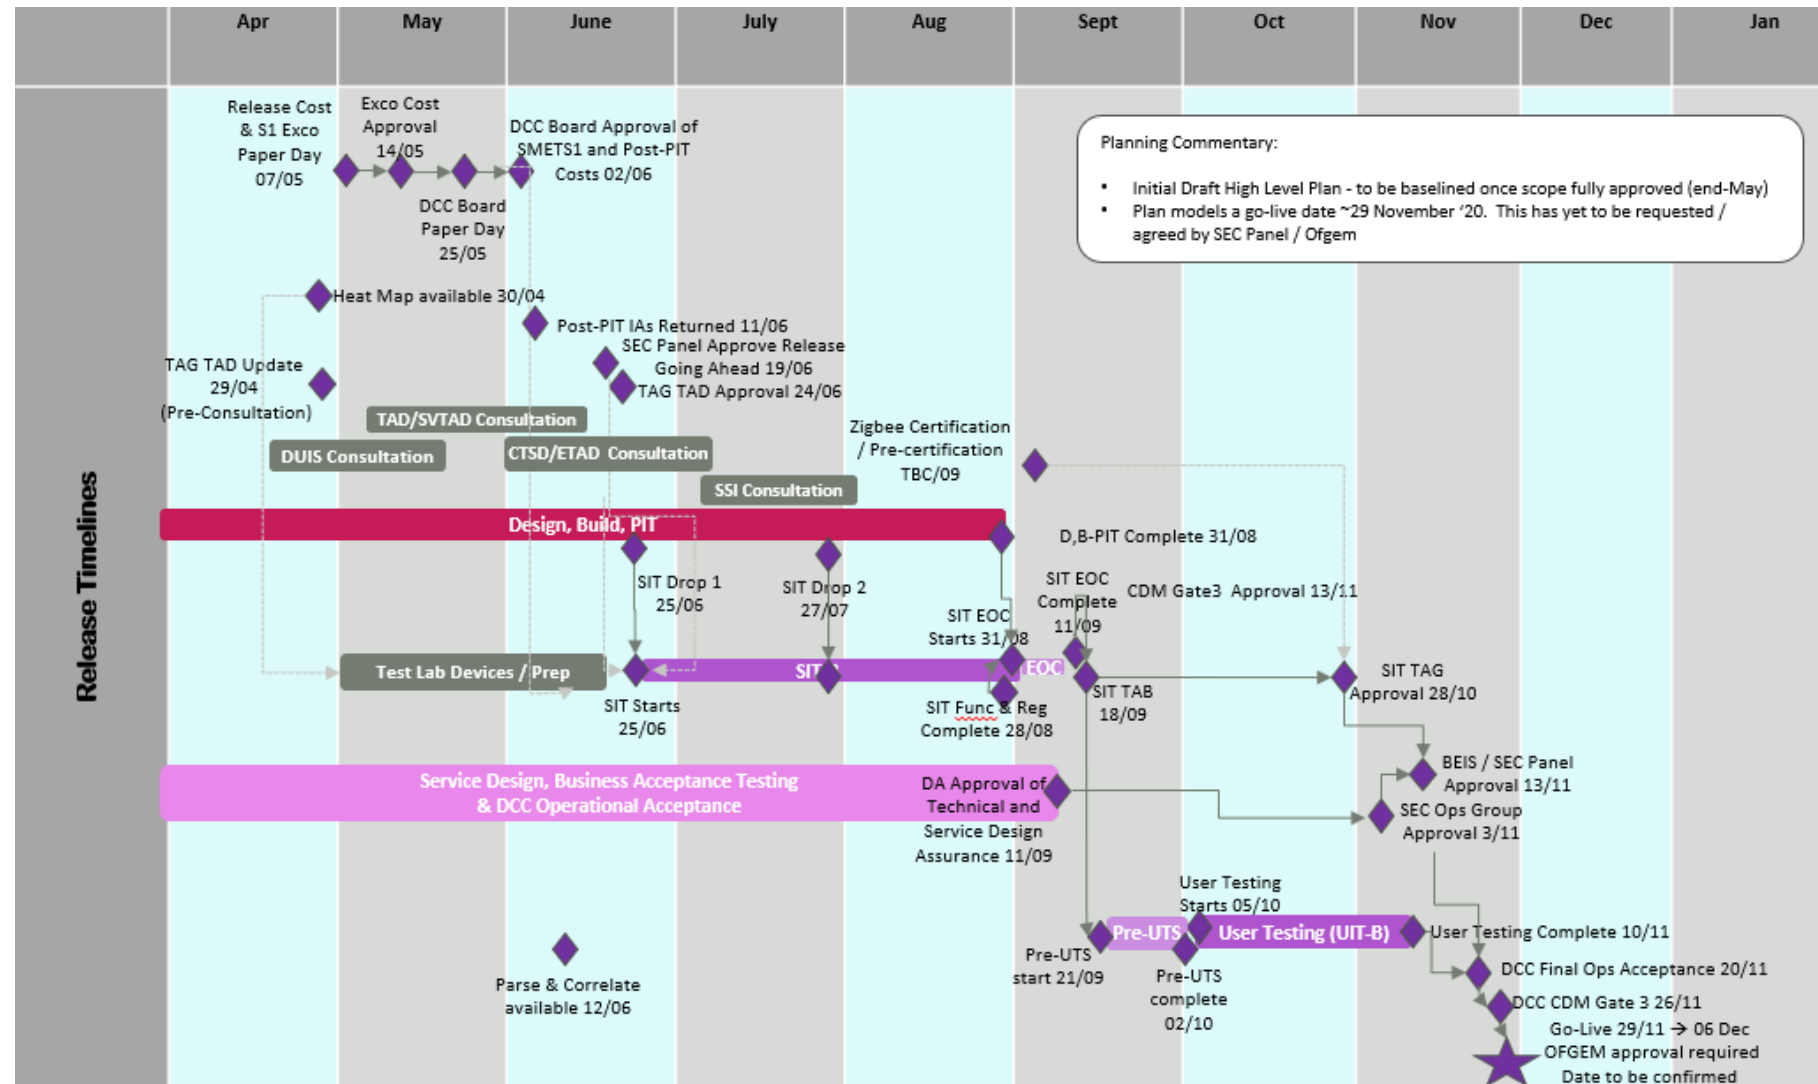 Apr
May
June
July
Aug
Sept
Oct
Nov
Dec
Jan
Release Timelines
Release Cost
& S1 Exco
Paper Day
07/05
Exco Cost
Approval
14/05
DCC Board
Paper Day
25/05
DCC Board Approval of
SMETS1 and Post-PIT
Costs 02/06
Planning Commentary:
• Initial Draft High Level Plan - to be baselined once scope fully approved (end-May)
• Plan models a go-live date ~29 November ‘20. This has yet to be requested /
agreed by SEC Panel / Ofgem
Heat Map available 30/04
Post-PIT IAs Returned 11/06
SEC Panel Approve Release
Going Ahead 19/06
TAG TAD Approval 24/06
TAG TAD Update
29/04
(Pre-Consultation)
TAD/SVTAD Consultation
DUIS Consultation
CTSD/ETAD Consultation
SSI Consultation
Zigbee Certification
/ Pre-certification
TBC/09
Design, Build, PIT
D,B-PIT Complete 31/08
SIT Drop 1
25/06
SIT Drop 2
27/07
SIT EOC
Starts 31/08
SIT EOC
Complete
11/09
CDM Gate3 Approval 13/11
Test Lab Devices / Prep
SIT
EOC
SIT Starts
25/06
SIT Func & Reg
Complete 28/08
SIT TAB
18/09
SIT TAG
Approval 28/10
Service Design, Business Acceptance Testing
& DCC Operational Acceptance
DA Approval of
Technical and
Service Design
Assurance 11/09
BEIS / SEC Panel
Approval 13/11
SEC Ops Group
Approval 3/11
User Testing
Starts 05/10
Pre-UTS
User Testing (UIT-B)
User Testing Complete 10/11
Pre-UTS
start 21/09
Pre-UTS
complete
02/10
Parse & Correlate
available 12/06
DCC Final Ops Acceptance 20/11
DCC CDM Gate 3 26/11
Go-Live 29/11 → 06 Dec
OFGEM approval required
Date to be confirmed